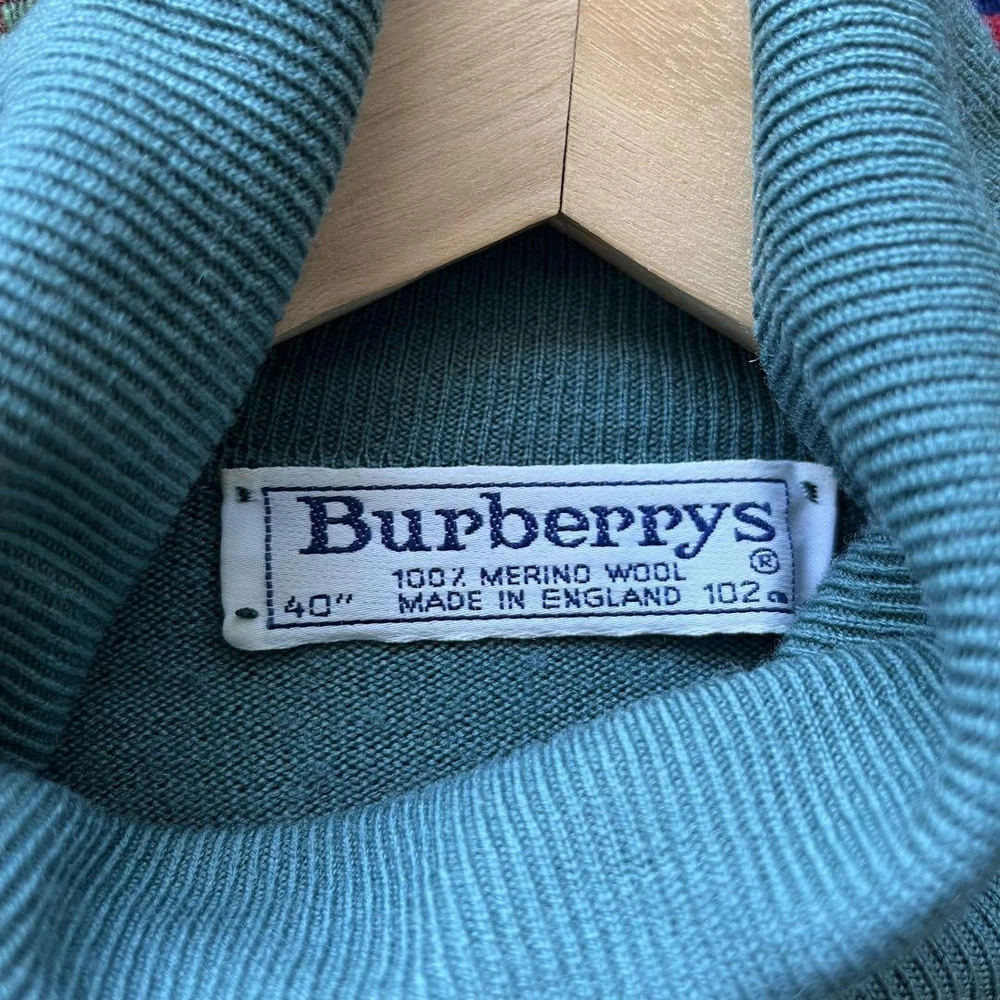 Burberrys
®
100% MERINO WOOL
40" MADE IN ENGLAND 102